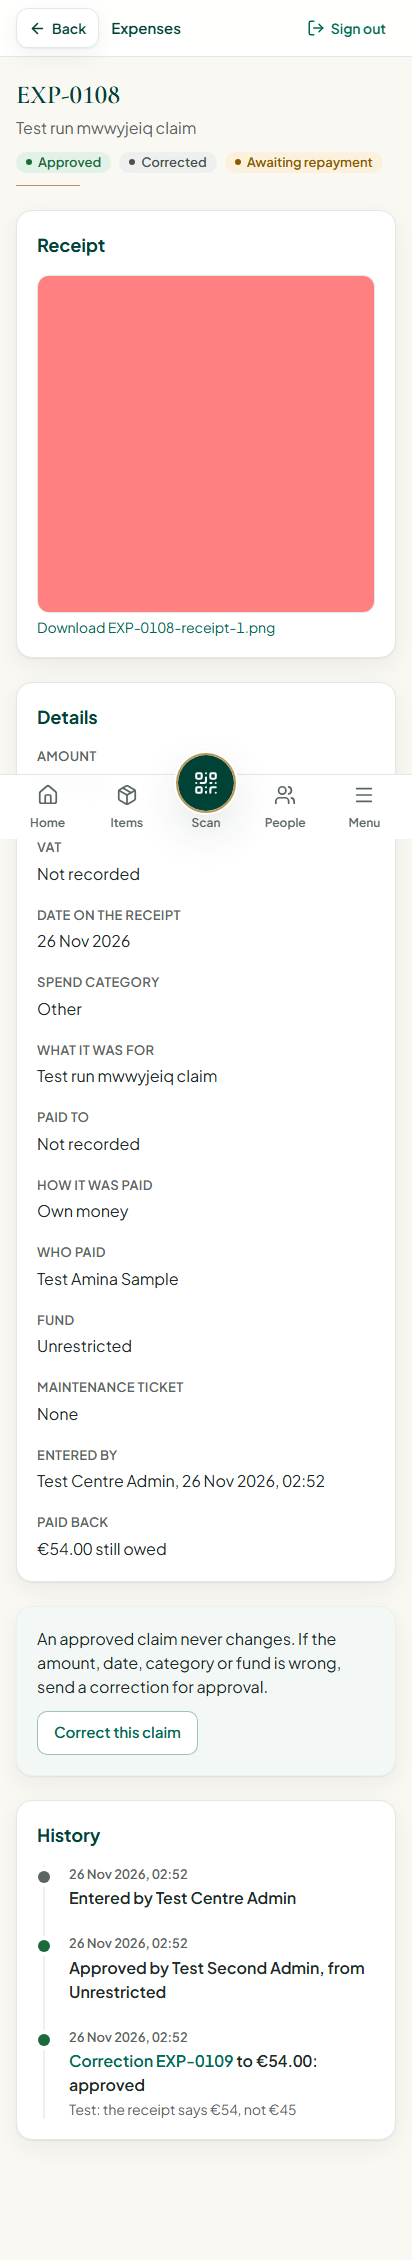 Back
Expenses
Sign out
EXP-0108
Test run mwwyjeiq claim
Approved
Corrected
Awaiting repayment
Receipt
Download EXP-0108-receipt-1.png
Details
AMOUNT
Home
Items
Scan
People
Menu
VAT
Not recorded
DATE ON THE RECEIPT
26 Nov 2026
SPEND CATEGORY
Other
WHAT IT WAS FOR
Test run mwwyjeiq claim
PAID TO
Not recorded
HOW IT WAS PAID
Own money
WHO PAID
Test Amina Sample
FUND
Unrestricted
MAINTENANCE TICKET
None
ENTERED BY
Test Centre Admin, 26 Nov 2026, 02:52
PAID BACK
€54.00 still owed
An approved claim never changes. If the
amount, date, category or fund is wrong,
send a correction for approval.
Correct this claim
History
26 Nov 2026, 02:52
Entered by Test Centre Admin
26 Nov 2026, 02:52
Approved by Test Second Admin, from
Unrestricted
26 Nov 2026, 02:52
Correction EXP-0109 to €54.00:
approved
Test: the receipt says €54, not €45